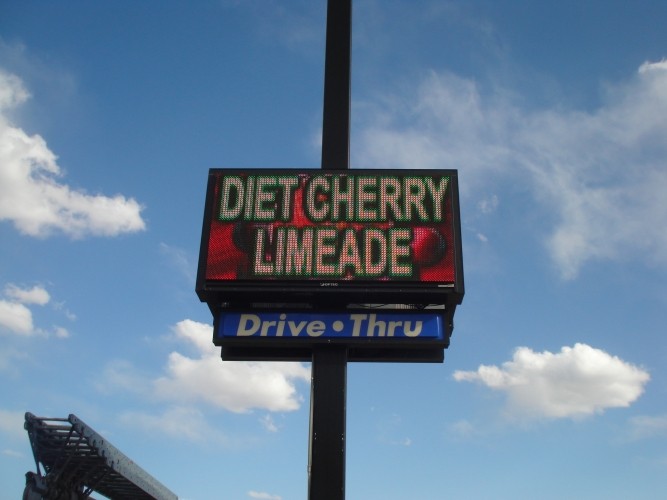 DIET CHERRY
LIMEADE
Drive • Thru